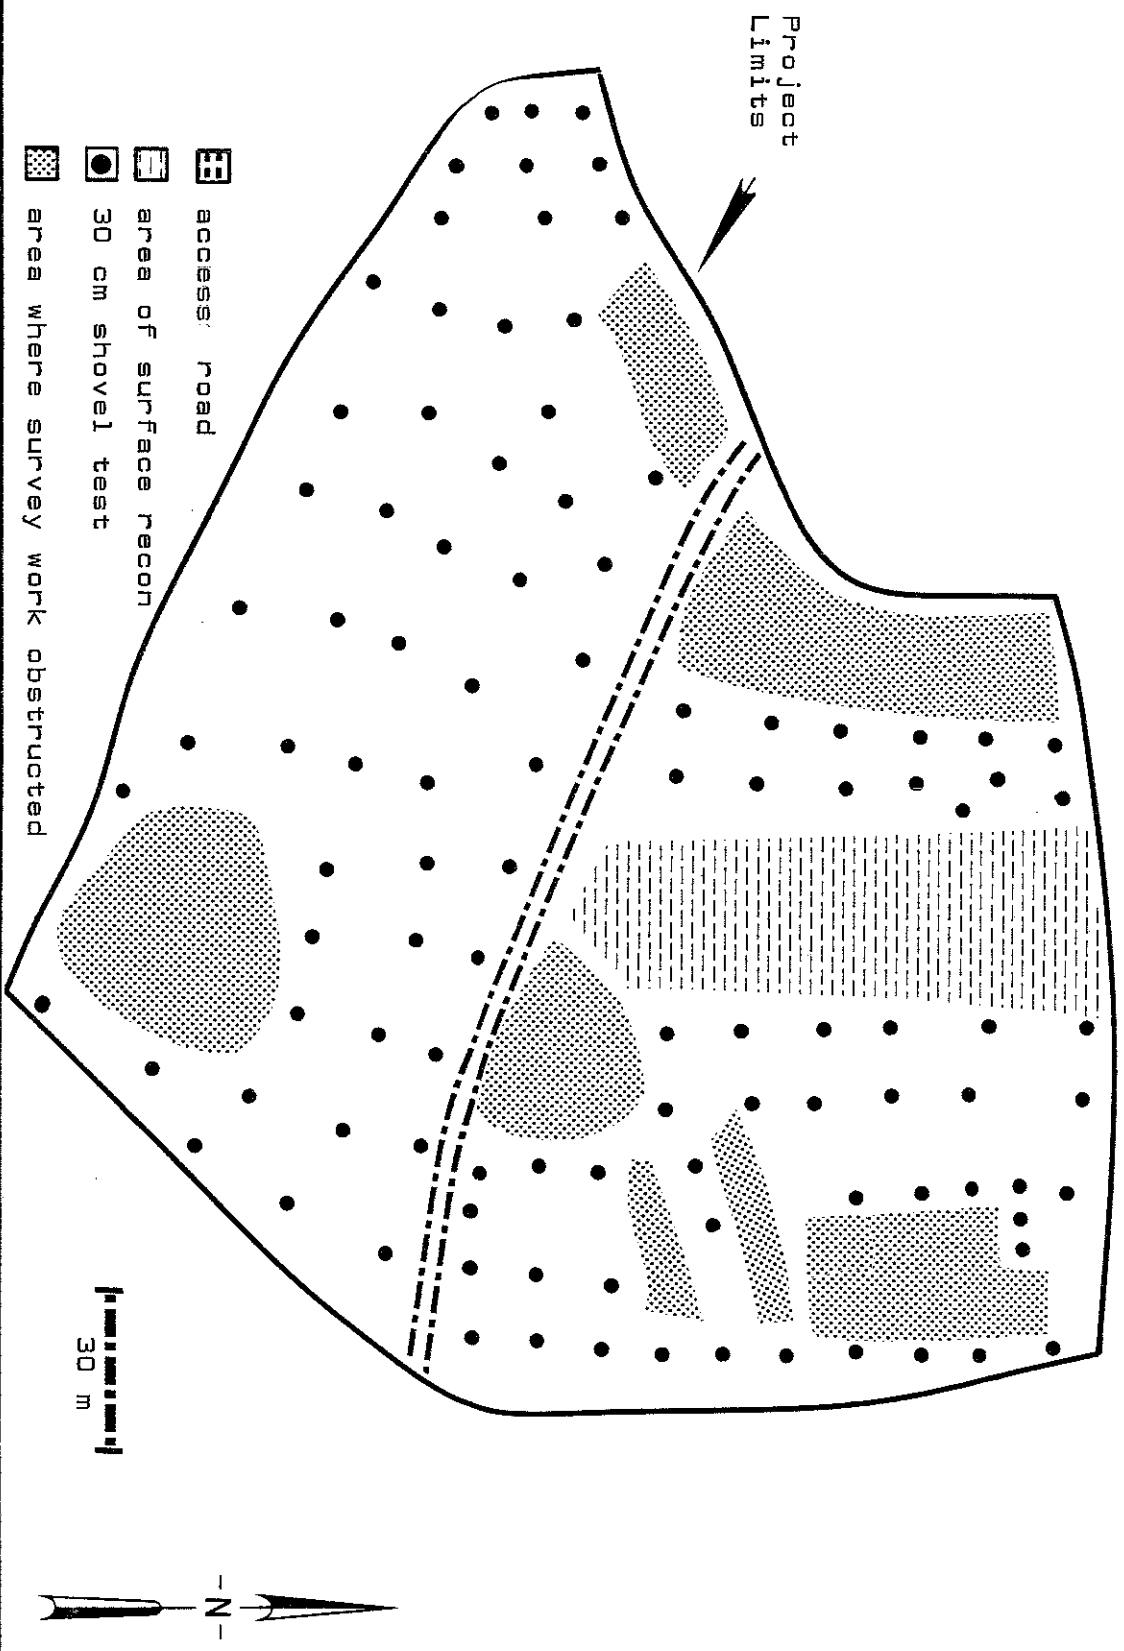 Project
Limits
access road
area of surface recon
30 cm shovel test
area where survey work obstructed
30 m
-N-